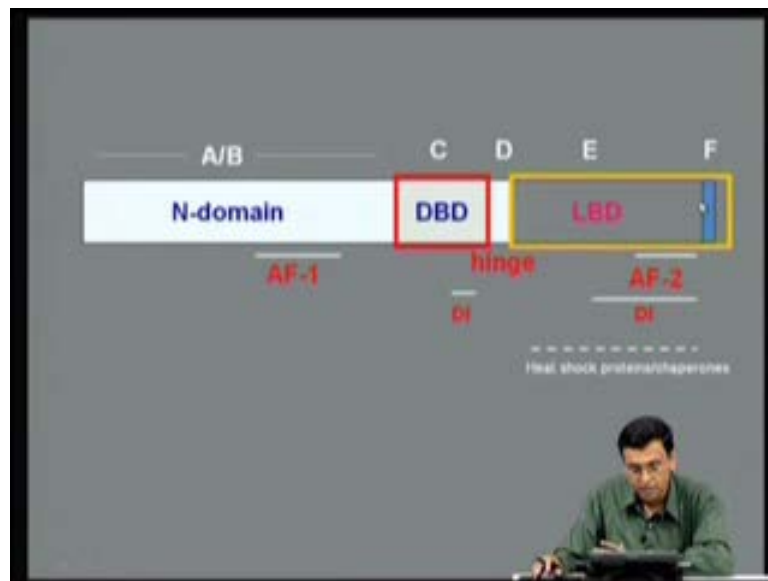 A/B C D E F
N-domain DBD LBD
hinge
AF-1 AF-2
DI DI
Heat shock proteins/chaperones